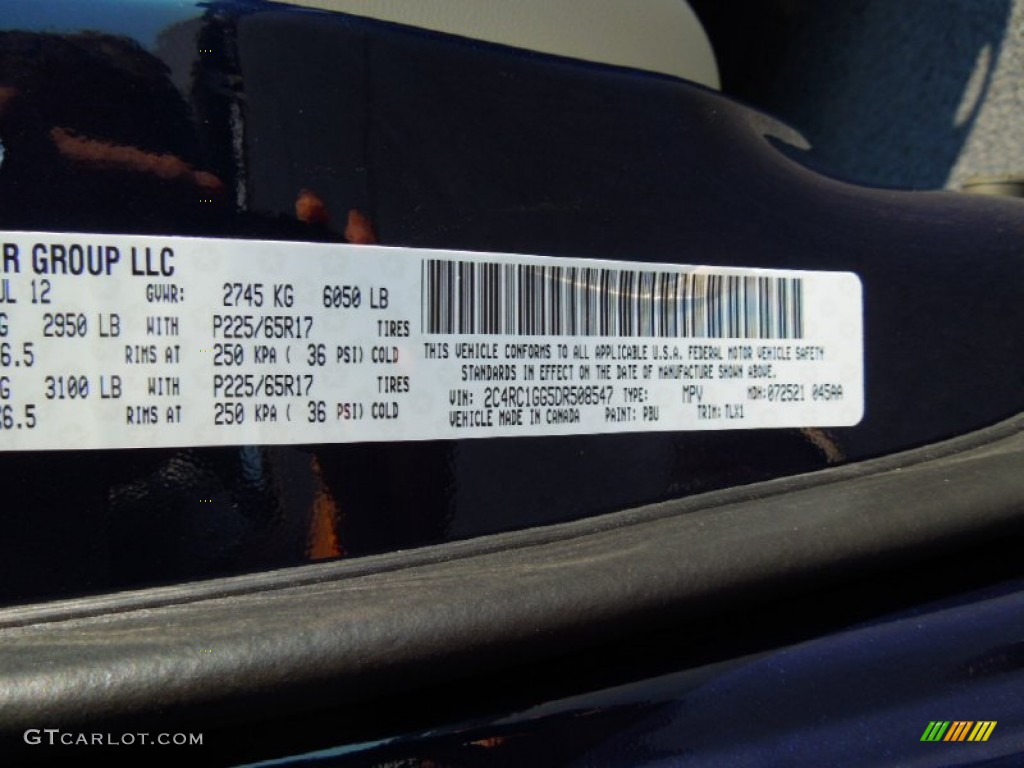 ER GROUP LLC
UL 12 GVWR: 2745 KG 6050 LB
G 2950 LB WITH P225/65R17 TIRES
6.5 RIMS AT 250 KPA ( 36 PSI) COLD
G 3100 LB WITH P225/65R17 TIRES
6.5 RIMS AT 250 KPA ( 36 PSI) COLD
THIS VEHICLE CONFORMS TO ALL APPLICABLE U.S.A. FEDERAL MOTOR VEHICLE SAFETY
STANDARDS IN EFFECT ON THE DATE OF MANUFACTURE SHOWN ABOVE.
VIN: 2C4RC1GG5DR508547 TYPE: MPV MDH:072521 045AA
VEHICLE MADE IN CANADA PAINT: PBU TRIM: TLX1
GTCARLOT.COM